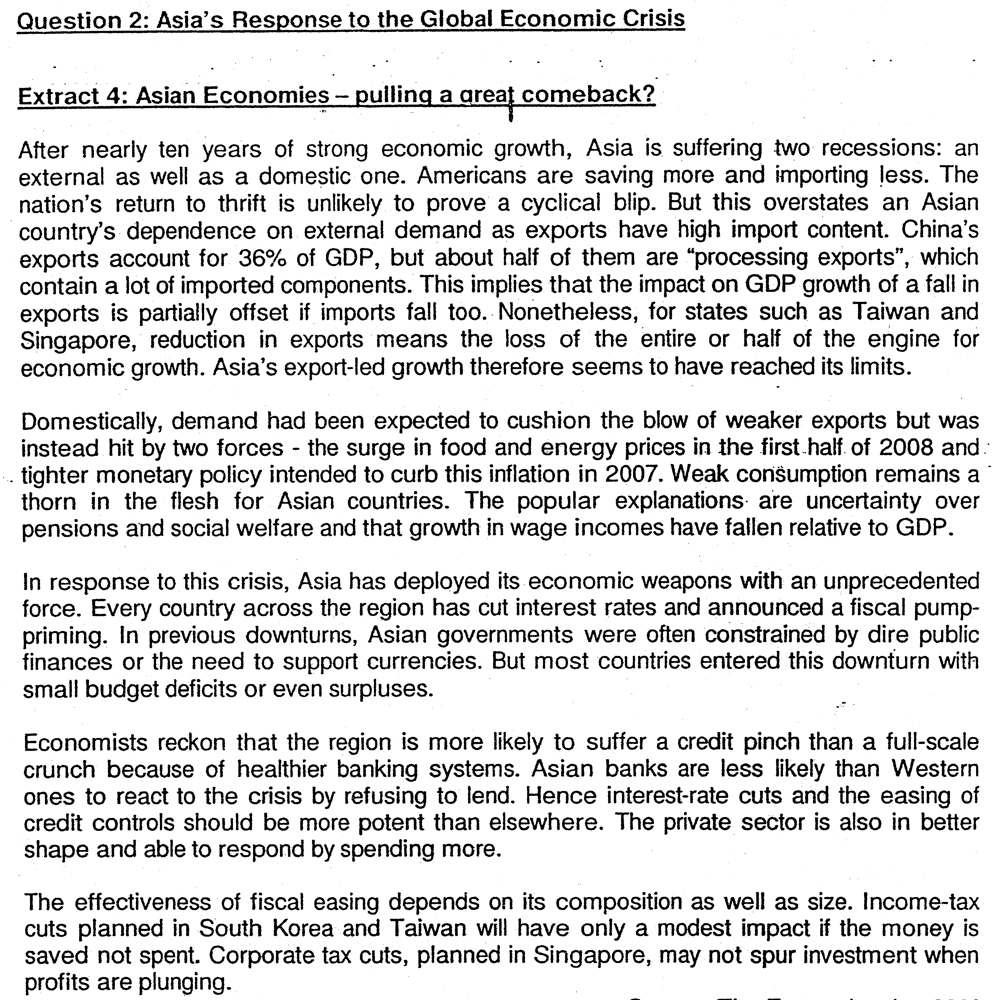 Question 2: Asia's Response to the Global Economic Crisis
Extract 4: Asian Economies – pulling a great comeback?
After nearly ten years of strong economic growth, Asia is suffering two recessions: an
external as well as a domestic one. Americans are saving more and importing less. The
nation's return to thrift is unlikely to prove a cyclical blip. But this overstates an Asian
country's dependence on external demand as exports have high import content. China's
exports account for 36% of GDP, but about half of them are “processing exports”, which
contain a lot of imported components. This implies that the impact on GDP growth of a fall in
exports is partially offset if imports fall too. Nonetheless, for states such as Taiwan and
Singapore, reduction in exports means the loss of the entire or half of the engine for
economic growth. Asia's export-led growth therefore seems to have reached its limits.
Domestically, demand had been expected to cushion the blow of weaker exports but was
instead hit by two forces - the surge in food and energy prices in the first half of 2008 and
tighter monetary policy intended to curb this inflation in 2007. Weak consumption remains a
thorn in the flesh for Asian countries. The popular explanations are uncertainty over
pensions and social welfare and that growth in wage incomes have fallen relative to GDP.
In response to this crisis, Asia has deployed its economic weapons with an unprecedented
force. Every country across the region has cut interest rates and announced a fiscal pump-
priming. In previous downturns, Asian governments were often constrained by dire public
finances or the need to support currencies. But most countries entered this downturn with
small budget deficits or even surpluses.
Economists reckon that the region is more likely to suffer a credit pinch than a full-scale
crunch because of healthier banking systems. Asian banks are less likely than Western
ones to react to the crisis by refusing to lend. Hence interest-rate cuts and the easing of
credit controls should be more potent than elsewhere. The private sector is also in better
shape and able to respond by spending more.
The effectiveness of fiscal easing depends on its composition as well as size. Income-tax
cuts planned in South Korea and Taiwan will have only a modest impact if the money is
saved not spent. Corporate tax cuts, planned in Singapore, may not spur investment when
profits are plunging.